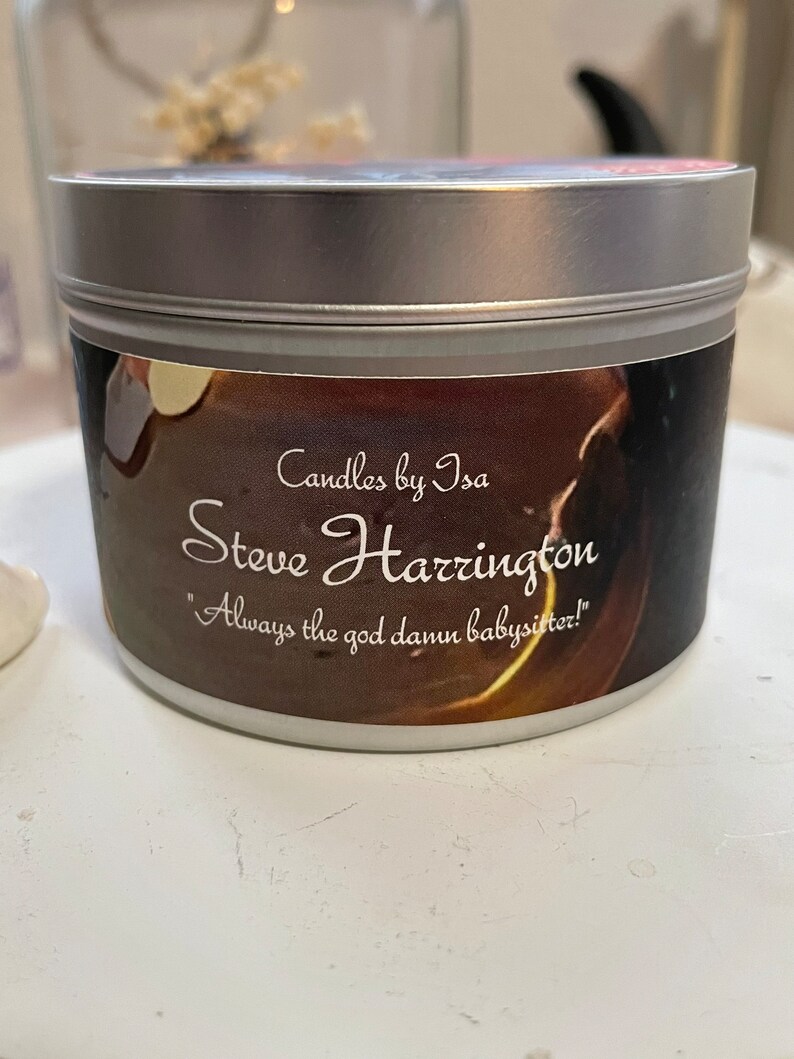 Candles by Isa
Steve Harrington
"Always the god damn babysitter!"